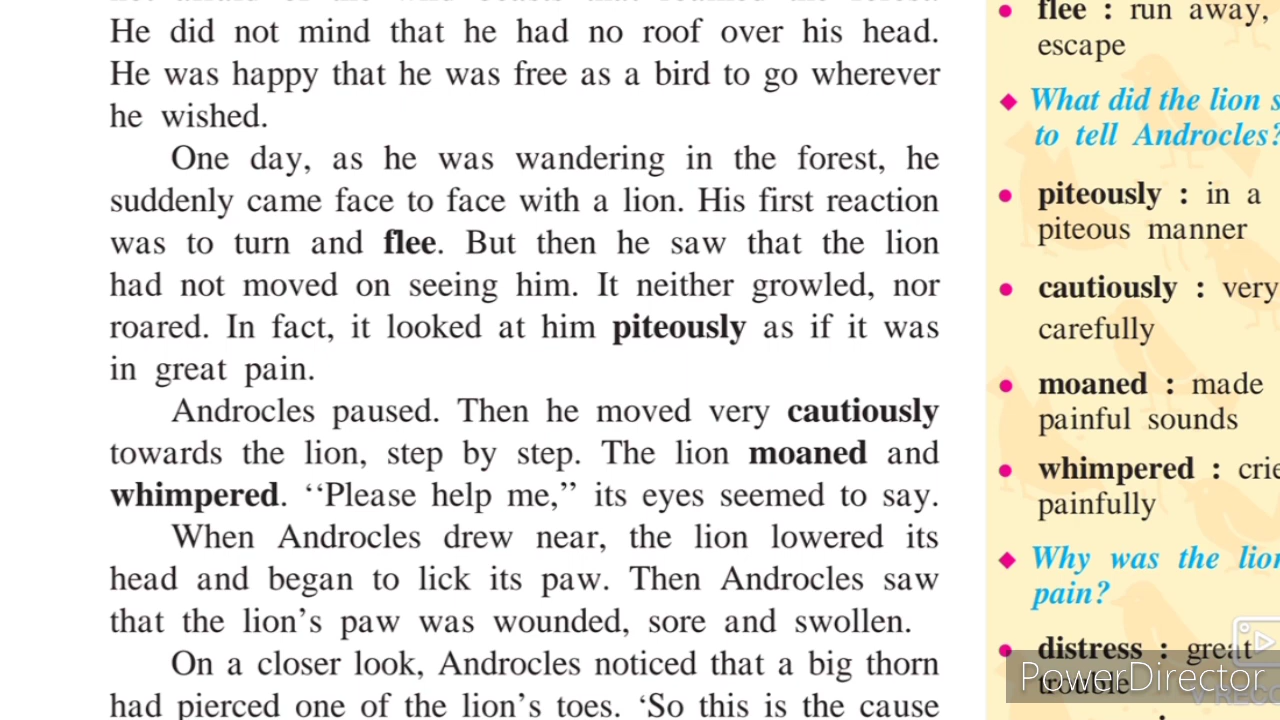 He did not mind that he had no roof over his head.
He was happy that he was free as a bird to go wherever
he wished.
One day, as he was wandering in the forest, he
suddenly came face to face with a lion. His first reaction
was to turn and flee. But then he saw that the lion
had not moved on seeing him. It neither growled, nor
roared. In fact, it looked at him piteously as if it was
in great pain.
Androcles paused. Then he moved very cautiously
towards the lion, step by step. The lion moaned and
whimpered. ‘‘Please help me,’’ its eyes seemed to say.
When Androcles drew near, the lion lowered its
head and began to lick its paw. Then Androcles saw
that the lion’s paw was wounded, sore and swollen.
On a closer look, Androcles noticed that a big thorn
had pierced one of the lion’s toes. ‘So this is the cause
• flee : run away,
escape
◆ What did the lion
to tell Androcles?
• piteously : in a
piteous manner
• cautiously : very
carefully
• moaned : made
painful sounds
• whimpered :
painfully
◆ Why was the
pain?
• distress : great
trouble
PowerDirector